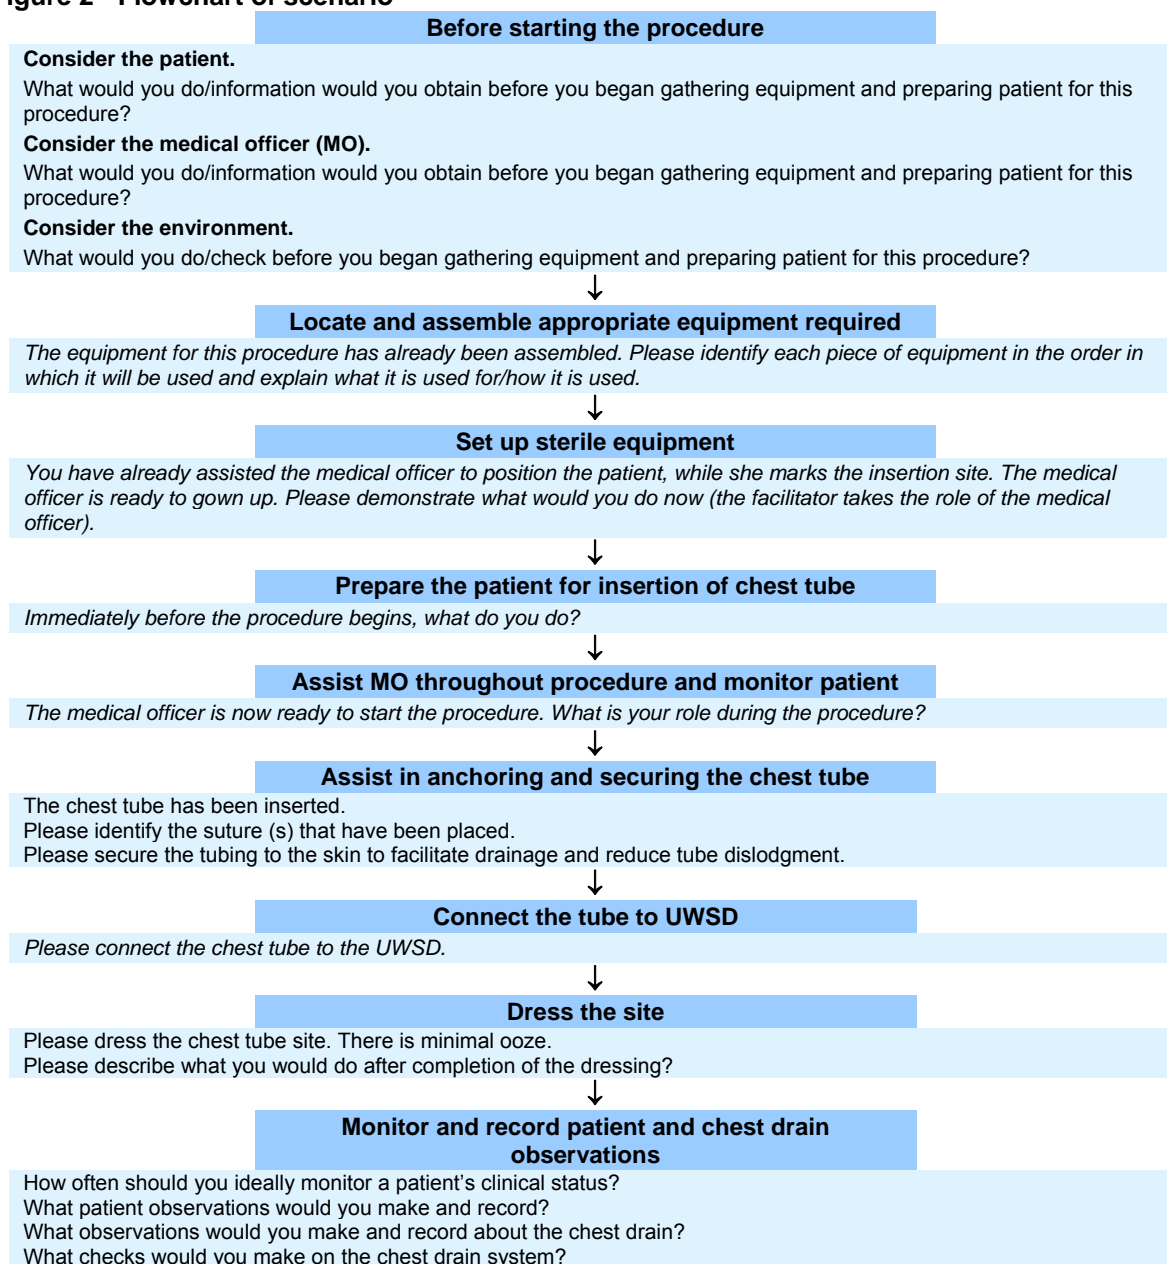 Figure 2 Flowchart of scenario
Before starting the procedure
Consider the patient.
What would you do/information would you obtain before you began gathering equipment and preparing patient for this
procedure?
Consider the medical officer (MO).
What would you do/information would you obtain before you began gathering equipment and preparing patient for this
procedure?
Consider the environment.
What would you do/check before you began gathering equipment and preparing patient for this procedure?
Locate and assemble appropriate equipment required
The equipment for this procedure has already been assembled. Please identify each piece of equipment in the order in
which it will be used and explain what it is used for/how it is used.
Set up sterile equipment
You have already assisted the medical officer to position the patient, while she marks the insertion site. The medical
officer is ready to gown up. Please demonstrate what would you do now (the facilitator takes the role of the medical
officer).
Prepare the patient for insertion of chest tube
Immediately before the procedure begins, what do you do?
Assist MO throughout procedure and monitor patient
The medical officer is now ready to start the procedure. What is your role during the procedure?
Assist in anchoring and securing the chest tube
The chest tube has been inserted.
Please identify the suture (s) that have been placed.
Please secure the tubing to the skin to facilitate drainage and reduce tube dislodgment.
Connect the tube to UWSD
Please connect the chest tube to the UWSD.
Dress the site
Please dress the chest tube site. There is minimal ooze.
Please describe what you would do after completion of the dressing?
Monitor and record patient and chest drain
observations
How often should you ideally monitor a patient's clinical status?
What patient observations would you make and record?
What observations would you make and record about the chest drain?
What checks would you make on the chest drain system?